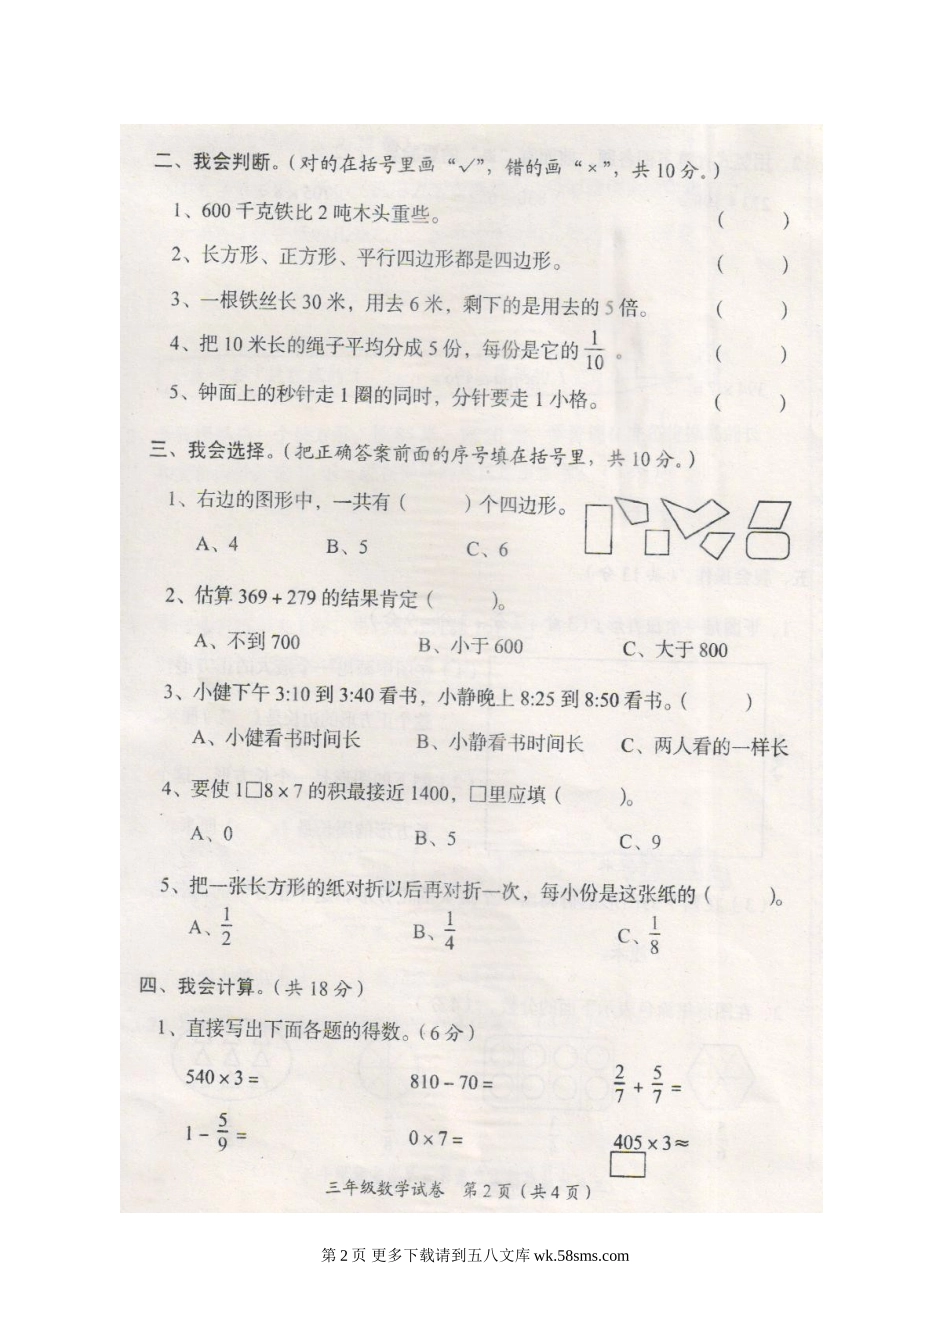 二、我会判断。(对的在括号里画“√”，错的画“×”，共10分。)
1、600千克铁比2吨木头重些。 ( )
2、长方形、正方形、平行四边形都是四边形。 ( )
3、一根铁丝长30米，用去6米，剩下的是用去的5倍。 ( )
4、把10米长的绳子平均分成5份，每份是它的1/10。 ( )
5、钟面上的秒针走1圈的同时，分针要走1小格。 ( )
三、我会选择。(把正确答案前面的序号填在括号里，共10分。)
1、右边的图形中，一共有( )个四边形。
A、4 B、5 C、6
2、估算369+279的结果肯定( )。
A、不到700 B、小于600 C、大于800
3、小健下午3:10到3:40看书，小静晚上8:25到8:50看书。( )
A、小健看书时间长 B、小静看书时间长 C、两人看的一样长
4、要使1□8×7的积最接近1400，□里应填( )。
A、0 B、5 C、9
5、把一张长方形的纸对折以后再对折一次，每小份是这张纸的( )。
A、1/2 B、1/4 C、1/8
四、我会计算。(共18分)
1、直接写出下面各题的得数。(6分)
540×3= 810-70= 2/7+5/7=
1-5/9= 0×7= 405×3≈
三年级数学试卷 第2页(共4页)
第2页 更多下载请到五八文库wk.58sms.com